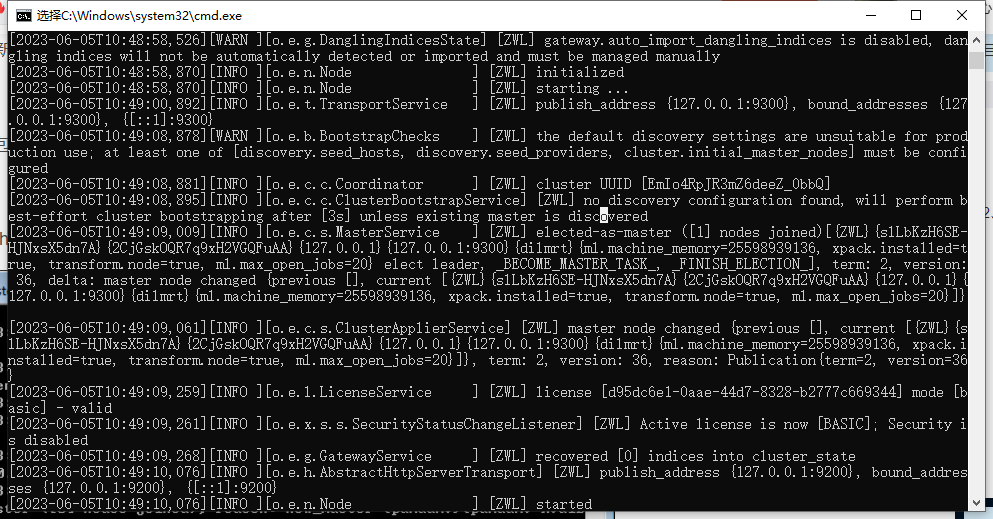 选择C:\Windows\system32\cmd.exe
[2023-06-05T10:48:58,526][WARN ][o.e.g.DanglingIndicesState] [ZWL] gateway.auto_import_dangling_indices is disabled, dan
gling indices will not be automatically detected or imported and must be managed manually
[2023-06-05T10:48:58,870][INFO ][o.e.n.Node               ] [ZWL] initialized
[2023-06-05T10:48:58,870][INFO ][o.e.n.Node               ] [ZWL] starting ...
[2023-06-05T10:49:00,892][INFO ][o.e.t.TransportService   ] [ZWL] publish_address {127.0.0.1:9300}, bound_addresses {127
.0.0.1:9300}, {[::1]:9300}
[2023-06-05T10:49:08,878][WARN ][o.e.b.BootstrapChecks    ] [ZWL] the default discovery settings are unsuitable for prod
uction use; at least one of [discovery.seed_hosts, discovery.seed_providers, cluster.initial_master_nodes] must be confi
gured
[2023-06-05T10:49:08,881][INFO ][o.e.c.c.Coordinator      ] [ZWL] cluster UUID [EmIo4RpJR3mZ6deeZ_0bbQ]
[2023-06-05T10:49:08,895][INFO ][o.e.c.c.ClusterBootstrapService] [ZWL] no discovery configuration found, will perform b
est-effort cluster bootstrapping after [3s] unless existing master is discovered
[2023-06-05T10:49:09,009][INFO ][o.e.c.s.MasterService    ] [ZWL] elected-as-master ([1] nodes joined)[{ZWL}{s1LbKzH6SE-
HJNxsX5dn7A}{2CjGskOQR7q9xH2VGQFuAA}{127.0.0.1}{127.0.0.1:9300}{dilmrt}{ml.machine_memory=25598939136, xpack.installed=t
rue, transform.node=true, ml.max_open_jobs=20} elect leader, _BECOME_MASTER_TASK_, _FINISH_ELECTION_], term: 2, version:
 36, delta: master node changed {previous [], current [{ZWL}{s1LbKzH6SE-HJNxsX5dn7A}{2CjGskOQR7q9xH2VGQFuAA}{127.0.0.1}{
127.0.0.1:9300}{dilmrt}{ml.machine_memory=25598939136, xpack.installed=true, transform.node=true, ml.max_open_jobs=20}]}
[2023-06-05T10:49:09,061][INFO ][o.e.c.s.ClusterApplierService] [ZWL] master node changed {previous [], current [{ZWL}{s
1LbKzH6SE-HJNxsX5dn7A}{2CjGskOQR7q9xH2VGQFuAA}{127.0.0.1}{127.0.0.1:9300}{dilmrt}{ml.machine_memory=25598939136, xpack.i
nstalled=true, transform.node=true, ml.max_open_jobs=20}]}, term: 2, version: 36, reason: Publication{term=2, version=36
}
[2023-06-05T10:49:09,259][INFO ][o.e.l.LicenseService     ] [ZWL] license [d95dc6e1-0aae-44d7-8328-b2777c669344] mode [b
asic] - valid
[2023-06-05T10:49:09,261][INFO ][o.e.x.s.s.SecurityStatusChangeListener] [ZWL] Active license is now [BASIC]; Security i
s disabled
[2023-06-05T10:49:09,268][INFO ][o.e.g.GatewayService     ] [ZWL] recovered [0] indices into cluster_state
[2023-06-05T10:49:10,076][INFO ][o.e.h.AbstractHttpServerTransport] [ZWL] publish_address {127.0.0.1:9200}, bound_addres
ses {127.0.0.1:9200}, {[::1]:9200}
[2023-06-05T10:49:10,076][INFO ][o.e.n.Node               ] [ZWL] started